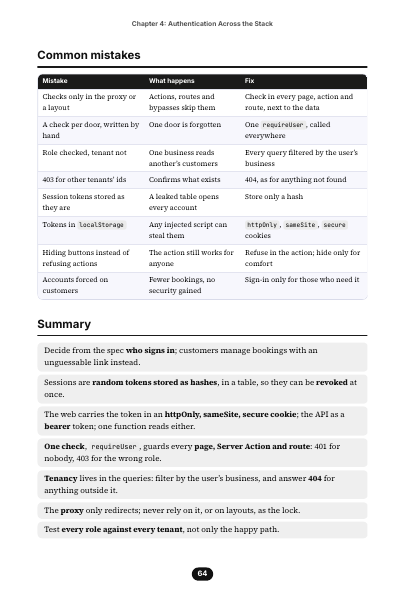 Chapter 4: Authentication Across the Stack
Common mistakes
Mistake What happens Fix
Checks only in the proxy or a layout Actions, routes and bypasses skip them Check in every page, action and route, next to the data
A check per door, written by hand One door is forgotten One requireUser, called everywhere
Role checked, tenant not One business reads another's customers Every query filtered by the user's business
403 for other tenants' ids Confirms what exists 404, as for anything not found
Session tokens stored as they are A leaked table opens every account Store only a hash
Tokens in localStorage Any injected script can steal them httpOnly, sameSite, secure cookies
Hiding buttons instead of refusing actions The action still works for anyone Refuse in the action; hide only for comfort
Accounts forced on customers Fewer bookings, no security gained Sign-in only for those who need it
Summary
Decide from the spec who signs in; customers manage bookings with an
unguessable link instead.
Sessions are random tokens stored as hashes, in a table, so they can be revoked at
once.
The web carries the token in an httpOnly, sameSite, secure cookie; the API as a
bearer token; one function reads either.
One check, requireUser, guards every page, Server Action and route: 401 for
nobody, 403 for the wrong role.
Tenancy lives in the queries: filter by the user's business, and answer 404 for
anything outside it.
The proxy only redirects; never rely on it, or on layouts, as the lock.
Test every role against every tenant, not only the happy path.
64